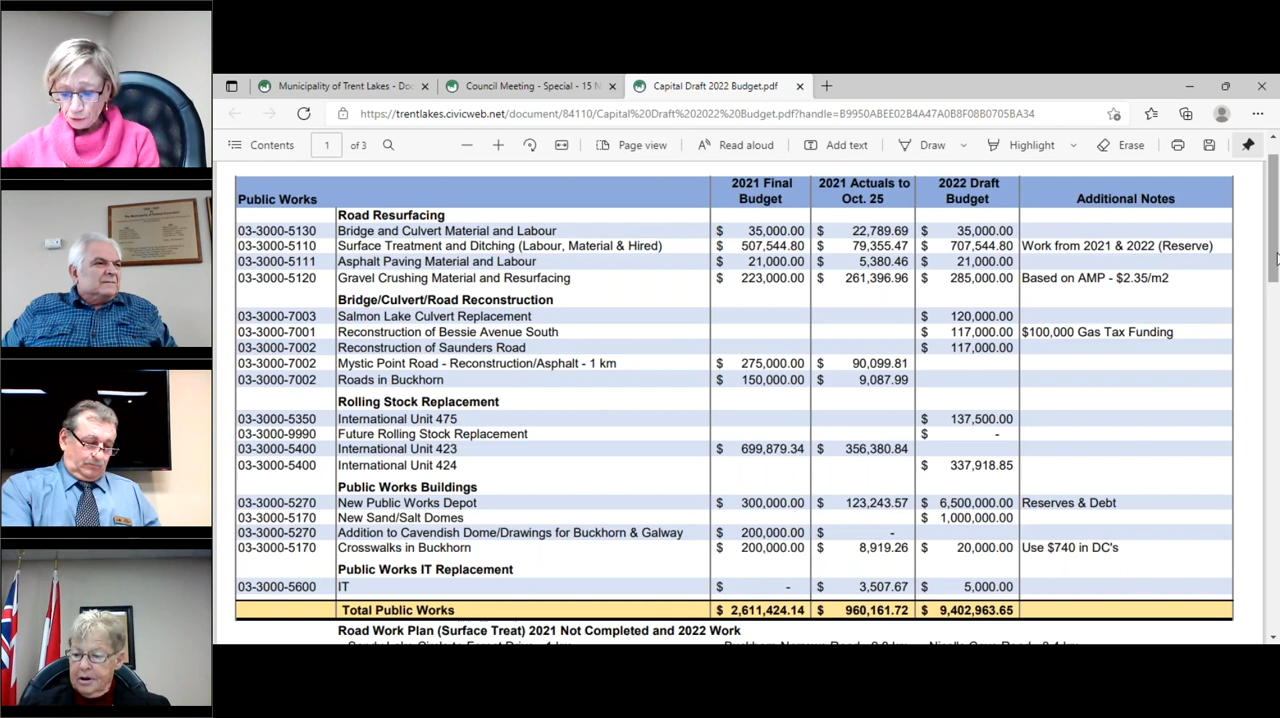 Municipality of Trent Lakes - Doc
Council Meeting - Special - 15 N
Capital Draft 2022 Budget.pdf
https://trentlakes.civicweb.net/document/84110/Capital%20Draft%202022%20Budget.pdf?handle=B9950ABEE02B4A47A0B8F08B0705BA34
Contents 1 of 3 Page view Read aloud Add text Draw Highlight Erase
Public Works 2021 Final Budget 2021 Actuals to Oct. 25 2022 Draft Budget Additional Notes
Road Resurfacing
03-3000-5130 Bridge and Culvert Material and Labour $ 35,000.00 $ 22,789.69 $ 35,000.00
03-3000-5110 Surface Treatment and Ditching (Labour, Material & Hired) $ 507,544.80 $ 79,355.47 $ 707,544.80 Work from 2021 & 2022 (Reserve)
03-3000-5111 Asphalt Paving Material and Labour $ 21,000.00 $ 5,380.46 $ 21,000.00
03-3000-5120 Gravel Crushing Material and Resurfacing $ 223,000.00 $ 261,396.96 $ 285,000.00 Based on AMP - $2.35/m2
Bridge/Culvert/Road Reconstruction
03-3000-7003 Salmon Lake Culvert Replacement $ 120,000.00
03-3000-7001 Reconstruction of Bessie Avenue South $ 117,000.00 $100,000 Gas Tax Funding
03-3000-7002 Reconstruction of Saunders Road $ 117,000.00
03-3000-7002 Mystic Point Road - Reconstruction/Asphalt - 1 km $ 275,000.00 $ 90,099.81
03-3000-7002 Roads in Buckhorn $ 150,000.00 $ 9,087.99
Rolling Stock Replacement
03-3000-5350 International Unit 475 $ 137,500.00
03-3000-9990 Future Rolling Stock Replacement $ -
03-3000-5400 International Unit 423 $ 699,879.34 $ 356,380.84
03-3000-5400 International Unit 424 $ 337,918.85
Public Works Buildings
03-3000-5270 New Public Works Depot $ 300,000.00 $ 123,243.57 $ 6,500,000.00 Reserves & Debt
03-3000-5170 New Sand/Salt Domes $ 1,000,000.00
03-3000-5270 Addition to Cavendish Dome/Drawings for Buckhorn & Galway $ 200,000.00 $ -
03-3000-5170 Crosswalks in Buckhorn $ 200,000.00 $ 8,919.26 $ 20,000.00 Use $740 in DC's
Public Works IT Replacement
03-3000-5600 IT $ - $ 3,507.67 $ 5,000.00
Total Public Works $ 2,611,424.14 $ 960,161.72 $ 9,402,963.65
Road Work Plan (Surface Treat) 2021 Not Completed and 2022 Work